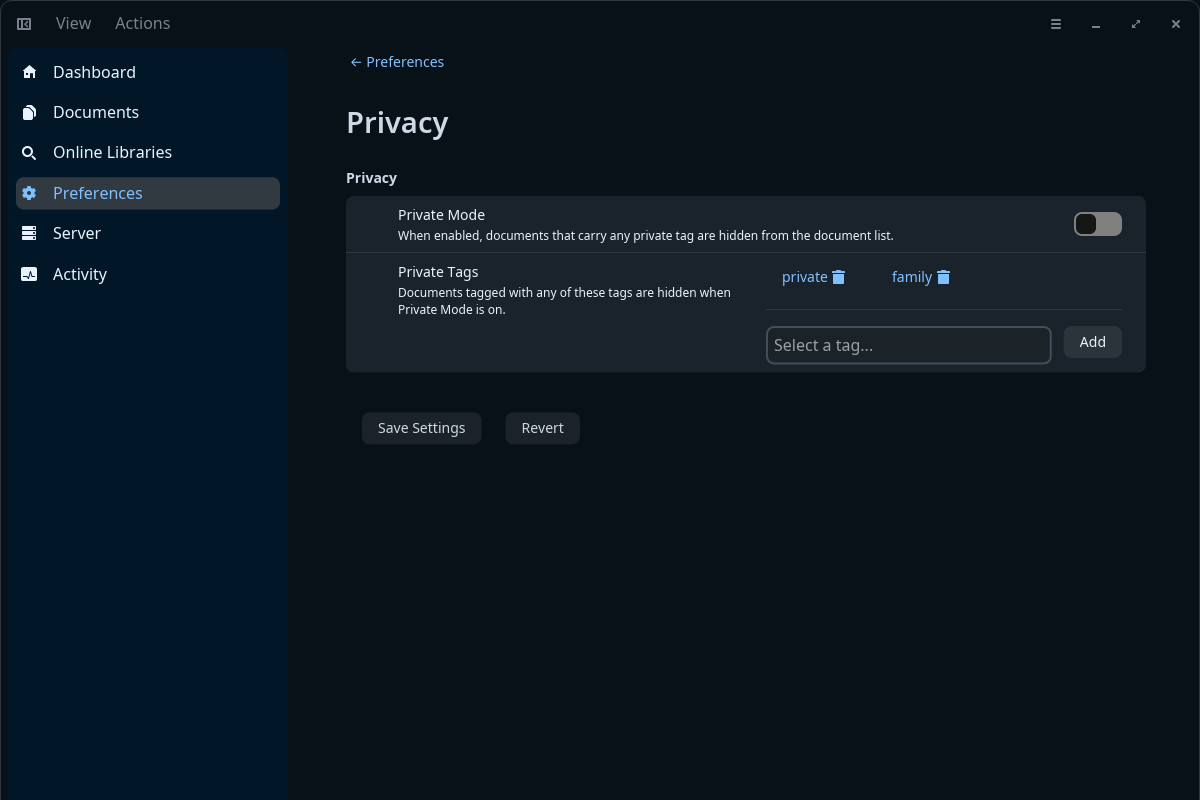 View Actions
Dashboard
Documents
Online Libraries
Preferences
Server
Activity
← Preferences
Privacy
Privacy
Private Mode
When enabled, documents that carry any private tag are hidden from the document list.
Private Tags
Documents tagged with any of these tags are hidden when
Private Mode is on.
private family
Select a tag...
Add
Save Settings Revert